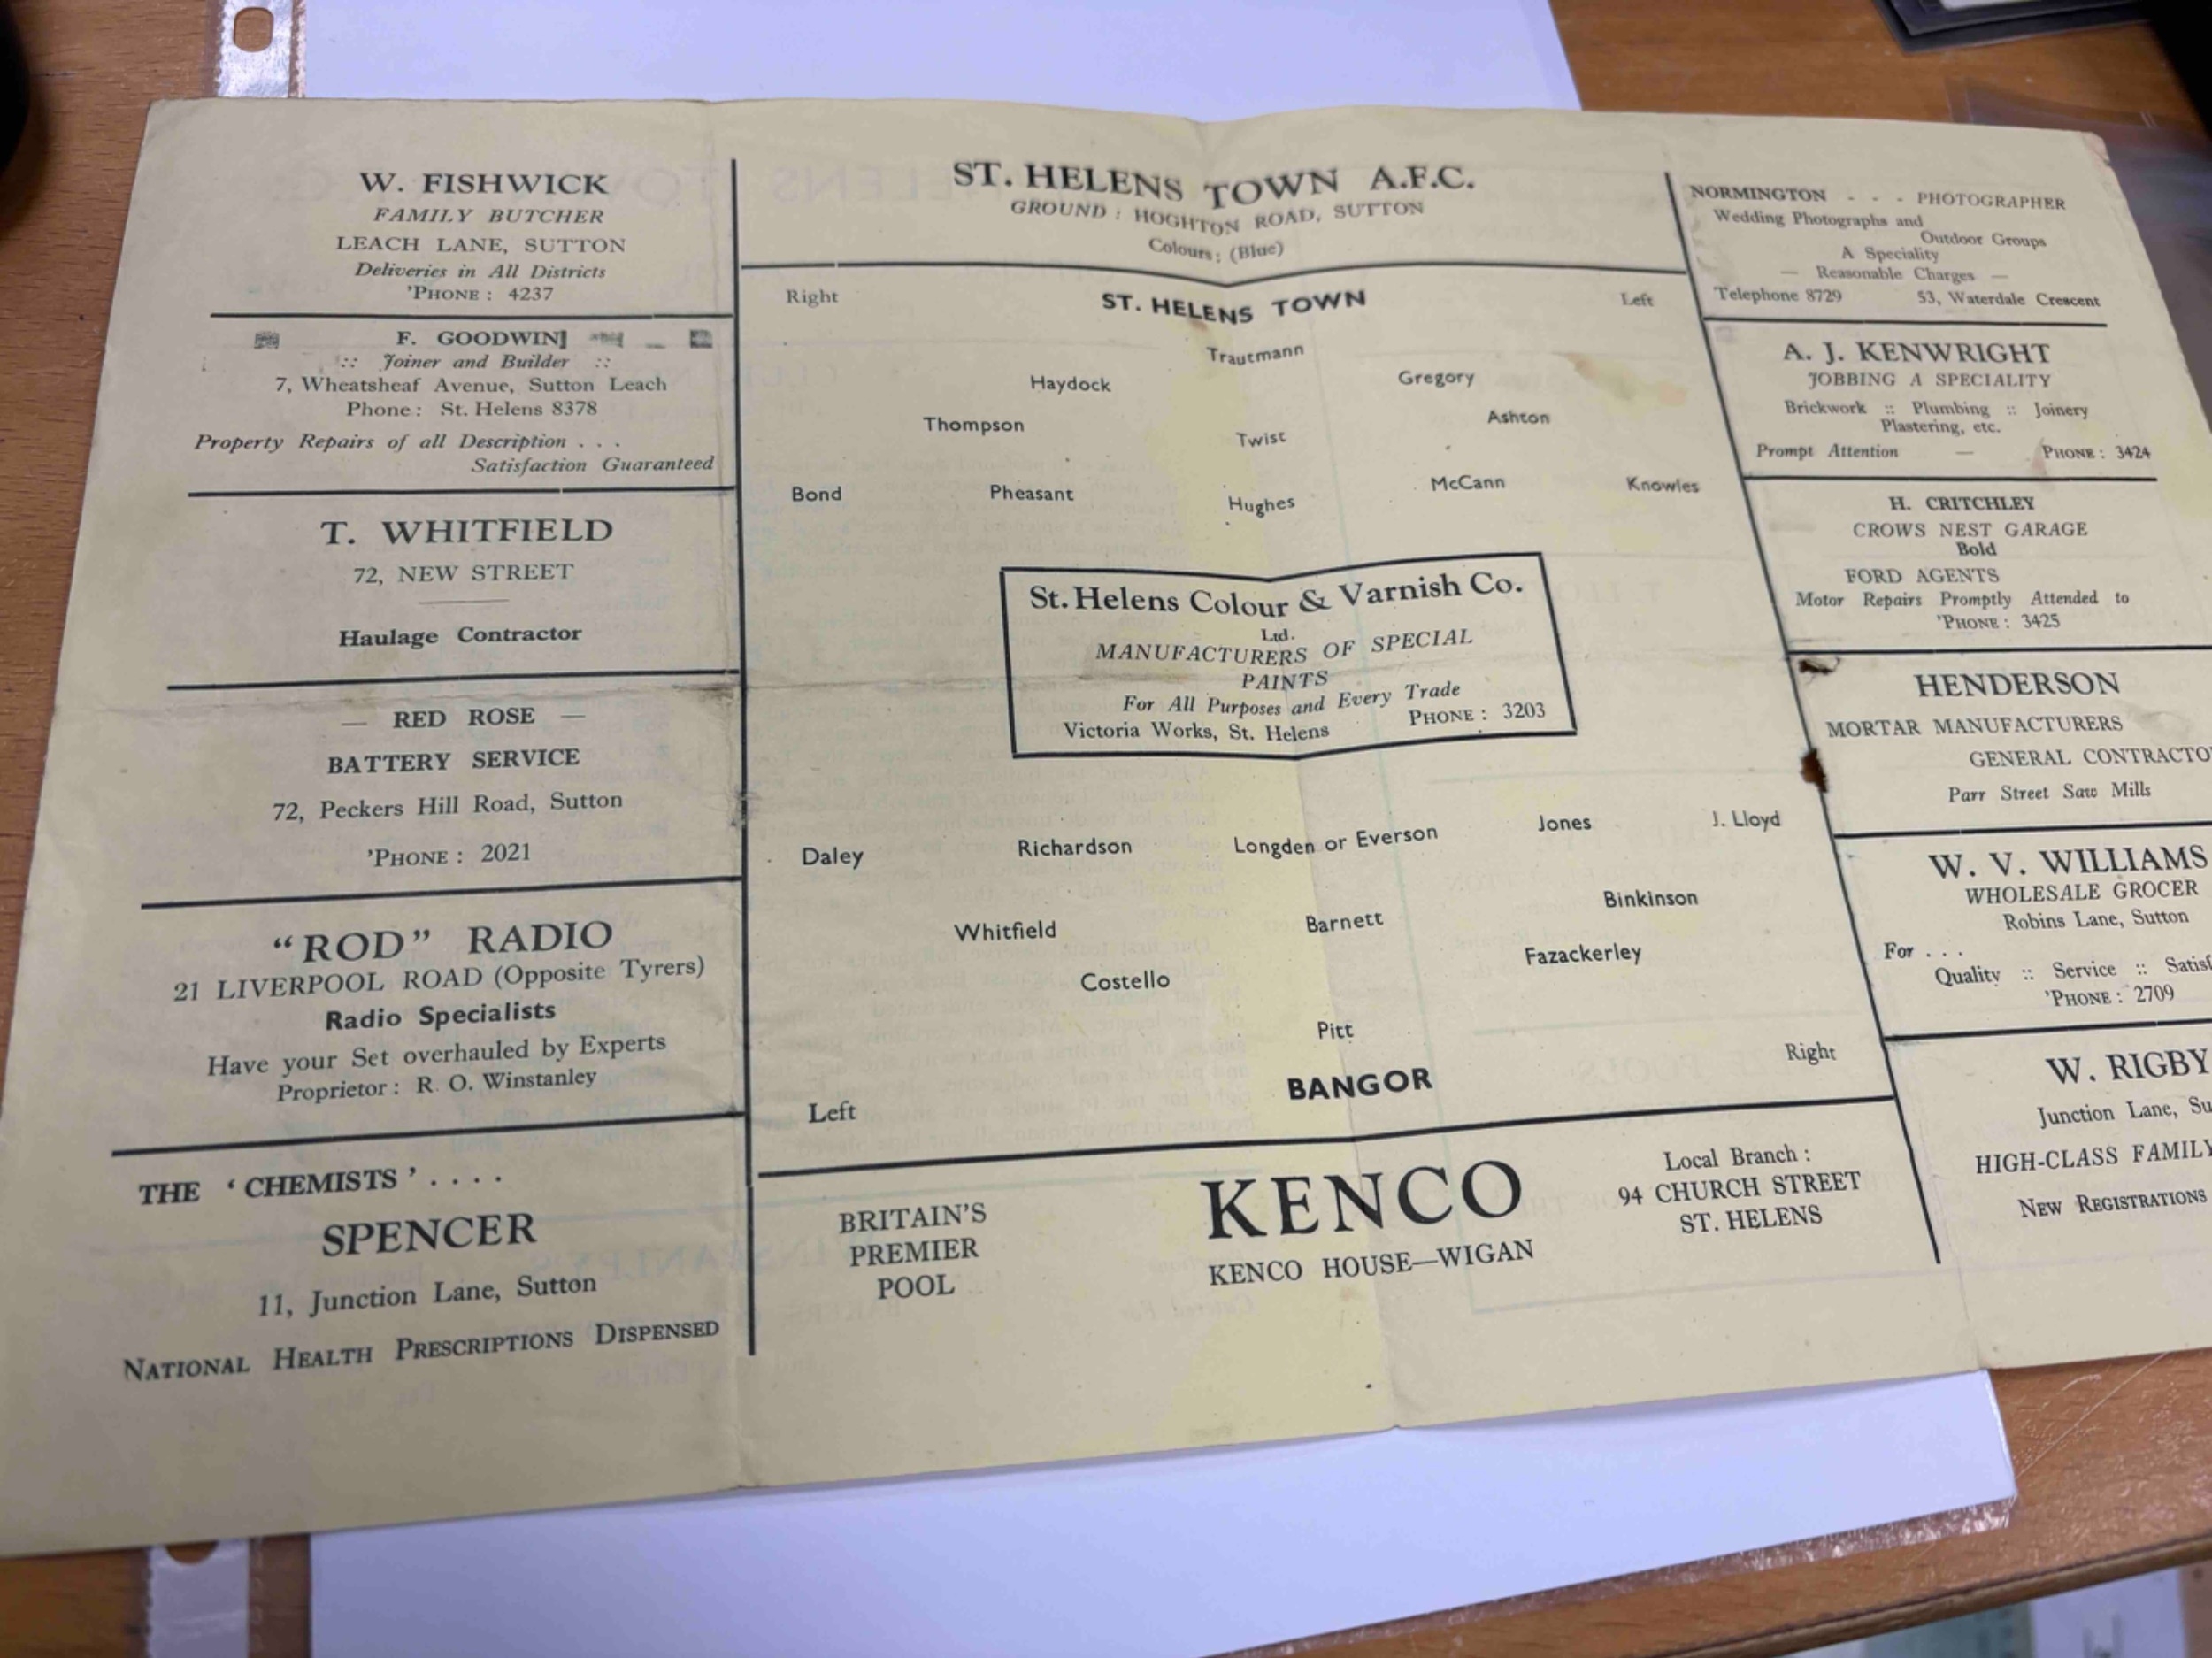 W. FISHWICK
FAMILY BUTCHER
LEACH LANE, SUTTON
Deliveries in All Districts
'PHONE : 4237
F. GOODWIN
:: Joiner and Builder ::
7, Wheatsheaf Avenue, Sutton Leach
Phone : St. Helens 8378
Property Repairs of all Description . . .
Satisfaction Guaranteed
T. WHITFIELD
72, NEW STREET
Haulage Contractor
— RED ROSE —
BATTERY SERVICE
72, Peckers Hill Road, Sutton
'PHONE : 2021
"ROD" RADIO
21 LIVERPOOL ROAD (Opposite Tyrers)
Radio Specialists
Have your Set overhauled by Experts
Proprietor : R. O. Winstanley
THE ' CHEMISTS ' . . . .
SPENCER
11, Junction Lane, Sutton
NATIONAL HEALTH PRESCRIPTIONS DISPENSED
ST. HELENS TOWN A.F.C.
GROUND : HOGHTON ROAD, SUTTON
Colours : (Blue)
Right ST. HELENS TOWN Left
Trautmann
Haydock Gregory
Thompson Twist Ashton
Bond Pheasant Hughes McCann Knowles
St. Helens Colour & Varnish Co.
Ltd.
MANUFACTURERS OF SPECIAL
PAINTS
For All Purposes and Every Trade
Victoria Works, St. Helens PHONE : 3203
Daley Richardson Longden or Everson Jones J. Lloyd
Whitfield Barnett Binkinson
Costello Fazackerley
Pitt
Left BANGOR Right
BRITAIN'S
PREMIER
POOL
KENCO
KENCO HOUSE—WIGAN
Local Branch :
94 CHURCH STREET
ST. HELENS
NORMINGTON - - - PHOTOGRAPHER
Wedding Photographs and
Outdoor Groups
A Speciality
— Reasonable Charges —
Telephone 8729 53, Waterdale Crescent
A. J. KENWRIGHT
JOBBING A SPECIALITY
Brickwork :: Plumbing :: Joinery
Plastering, etc.
Prompt Attention — PHONE : 3424
H. CRITCHLEY
CROWS NEST GARAGE
Bold
FORD AGENTS
Motor Repairs Promptly Attended to
'PHONE : 3425
HENDERSON
MORTAR MANUFACTURERS
GENERAL CONTRACTO
Parr Street Saw Mills
W. V. WILLIAMS
WHOLESALE GROCER
Robins Lane, Sutton
For . . .
Quality :: Service :: Satisf
'PHONE : 2709
W. RIGBY
Junction Lane, Su
HIGH-CLASS FAMILY
NEW REGISTRATIONS